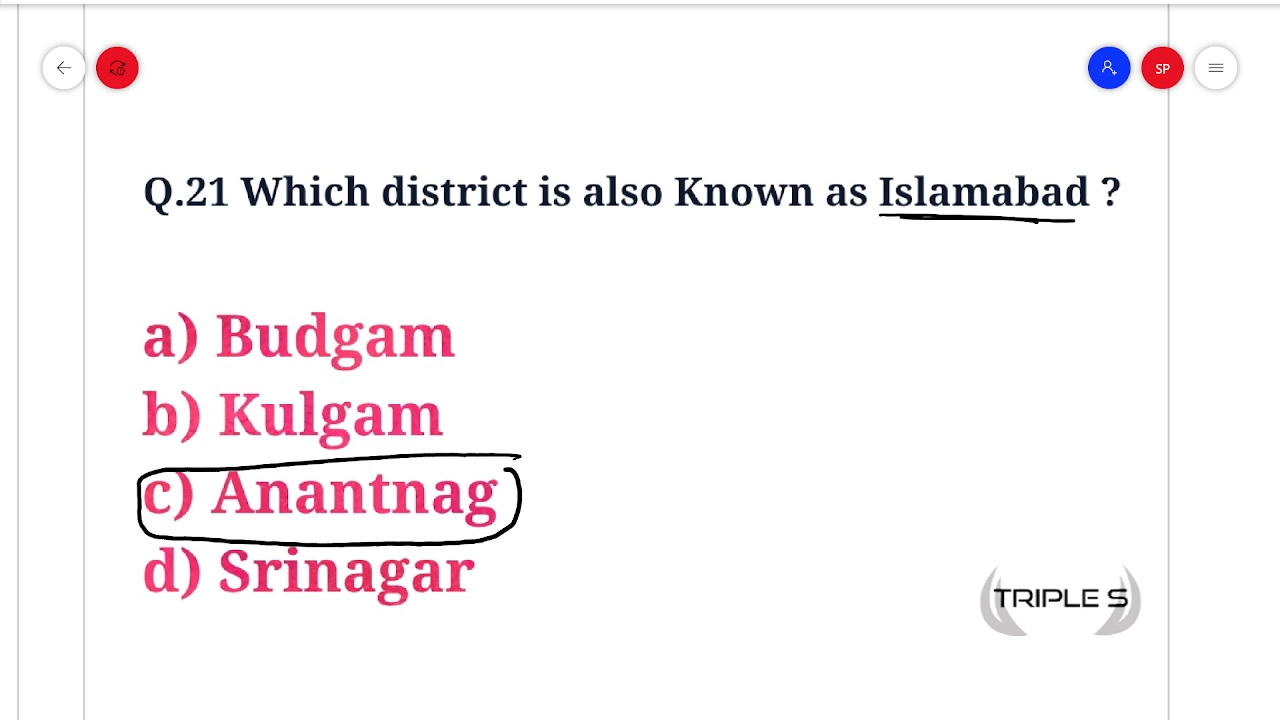 SP
Q.21 Which district is also Known as Islamabad ?
a) Budgam
b) Kulgam
c) Anantnag
d) Srinagar
TRIPLE S